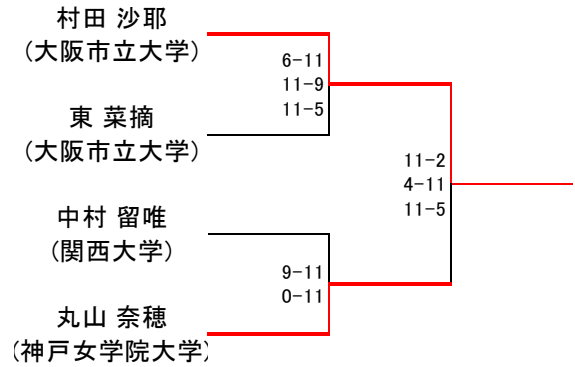 村田 沙耶
(大阪市立大学)
6-11
11-9
11-5
東 菜摘
(大阪市立大学)
11-2
4-11
11-5
中村 留唯
(関西大学)
9-11
0-11
丸山 奈穂
(神戸女学院大学)